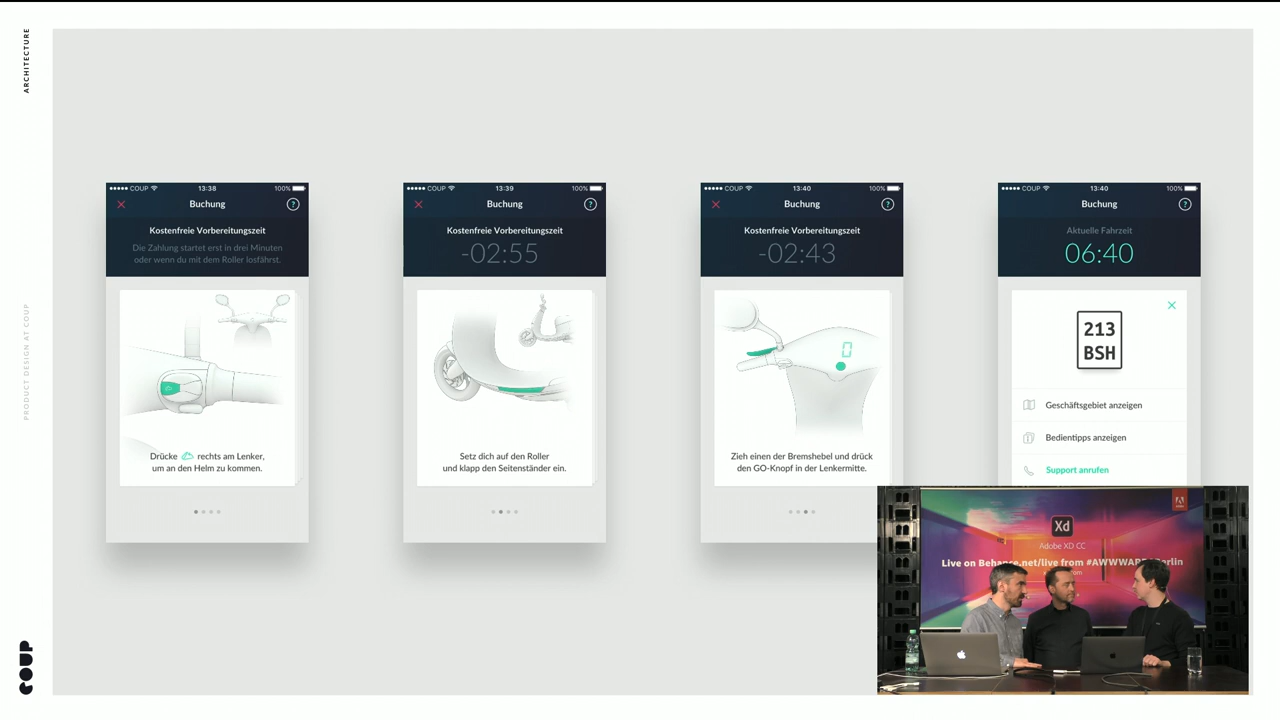 ARCHITECTURE
PRODUCT DESIGN AT COUP
COUP
COUP
13:38
100%
Buchung
?
Kostenfreie Vorbereitungszeit
Die Zahlung startet erst in drei Minuten
oder wenn du mit dem Roller losfährst.
Drücke rechts am Lenker,
um an den Helm zu kommen.
COUP
13:39
100%
Buchung
?
Kostenfreie Vorbereitungszeit
-02:55
Setz dich auf den Roller
und klapp den Seitenständer ein.
COUP
13:40
100%
Buchung
?
Kostenfreie Vorbereitungszeit
-02:43
0
Zieh einen der Bremshebel und drück
den GO-Knopf in der Lenkermitte.
COUP
13:40
100%
Buchung
?
Aktuelle Fahrzeit
06:40
213
BSH
Geschäftsgebiet anzeigen
Bedientipps anzeigen
Support anrufen
Xd
Adobe XD CC
Live on Behance.net/live from #AWWWARDS